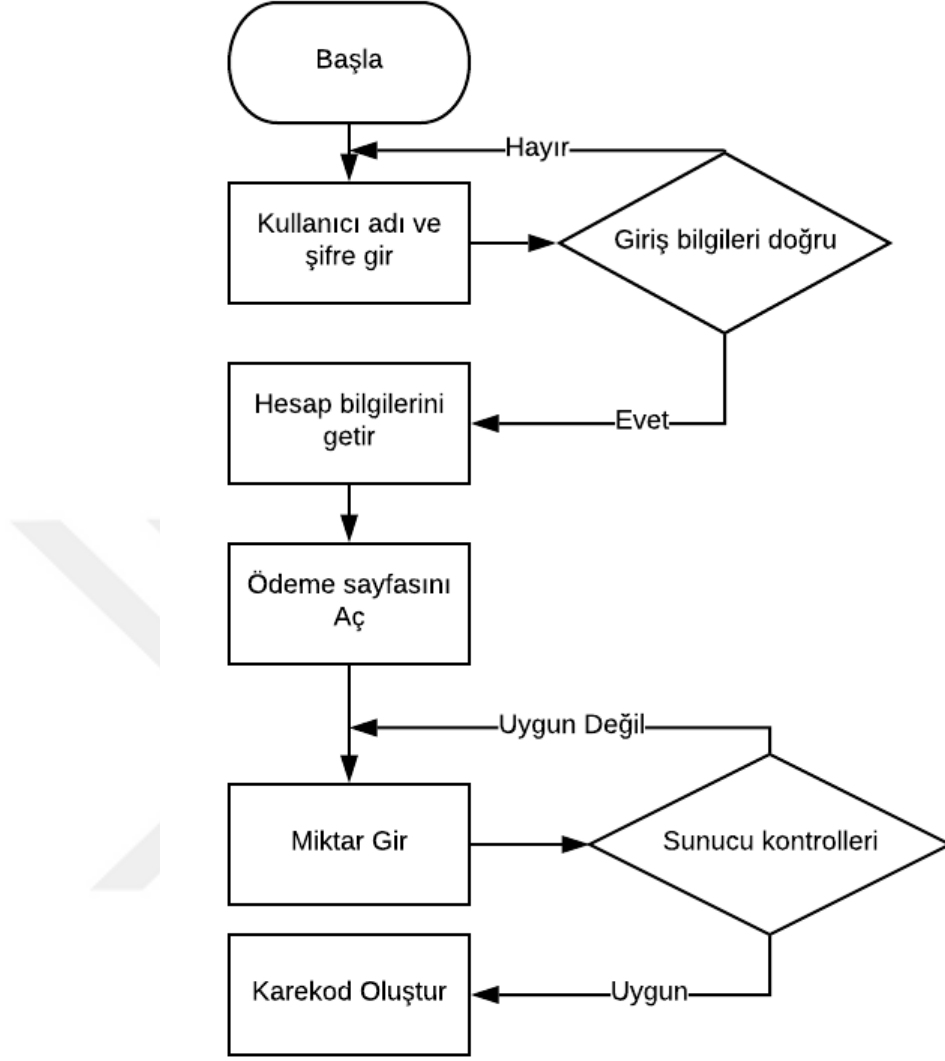 Başla
Hayır
Kullanıcı adı ve
şifre gir
Giriş bilgileri doğru
Hesap bilgilerini
getir
Evet
Ödeme sayfasını
Aç
Uygun Değil
Miktar Gir
Sunucu kontrolleri
Karekod Oluştur
Uygun